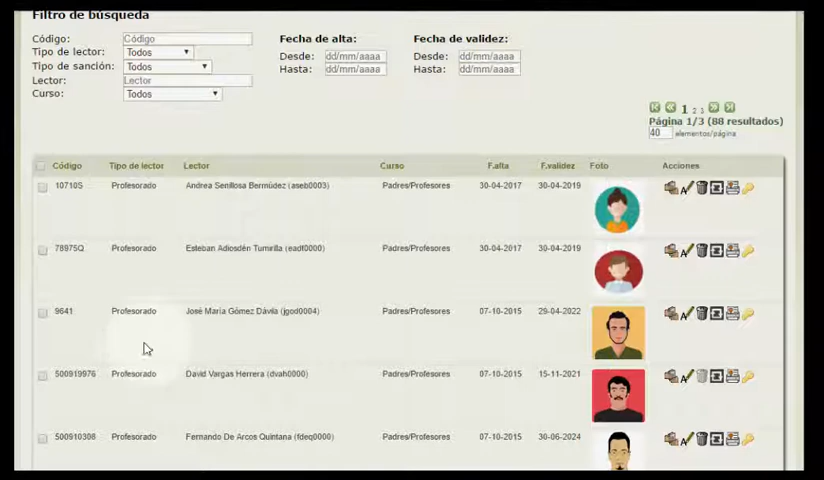 Filtro de búsqueda
Código: Código
Tipo de lector: Todos
Tipo de sanción: Todos
Lector: Lector
Curso: Todos
Fecha de alta:
Desde: dd/mm/aaaa
Hasta: dd/mm/aaaa
Fecha de validez:
Desde: dd/mm/aaaa
Hasta: dd/mm/aaaa
1 2 3
Página 1/3 (88 resultados)
40 elementos/página
Código Tipo de lector Lector Curso F.alta F.validez Foto Acciones
10710S Profesorado Andrea Senillosa Bermúdez (aseb0003) Padres/Profesores 30-04-2017 30-04-2019
78975Q Profesorado Esteban Adiosdén Tumirilla (eadt0000) Padres/Profesores 30-04-2017 30-04-2019
9641 Profesorado José María Gómez Dávila (jgod0004) Padres/Profesores 07-10-2015 29-04-2022
500919976 Profesorado David Vargas Herrera (dvah0000) Padres/Profesores 07-10-2015 15-11-2021
500910308 Profesorado Fernando De Arcos Quintana (fdeq0000) Padres/Profesores 07-10-2015 30-06-2024